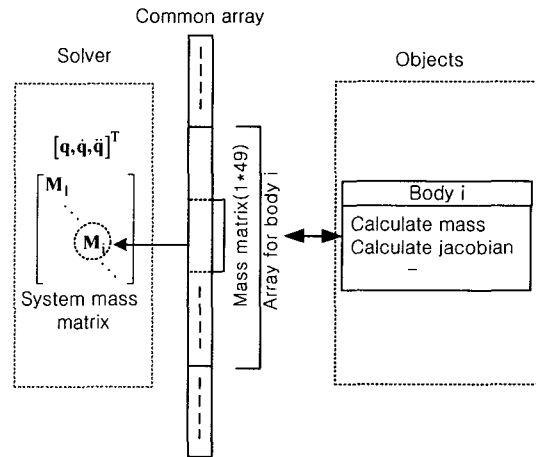 Common array
Solver
Objects
[q,q̇,q̈]ᵀ
M₁
Mᵢ
System mass
matrix
Mass matrix(1*49)
Array for body i
Body i
Calculate mass
Calculate jacobian
–